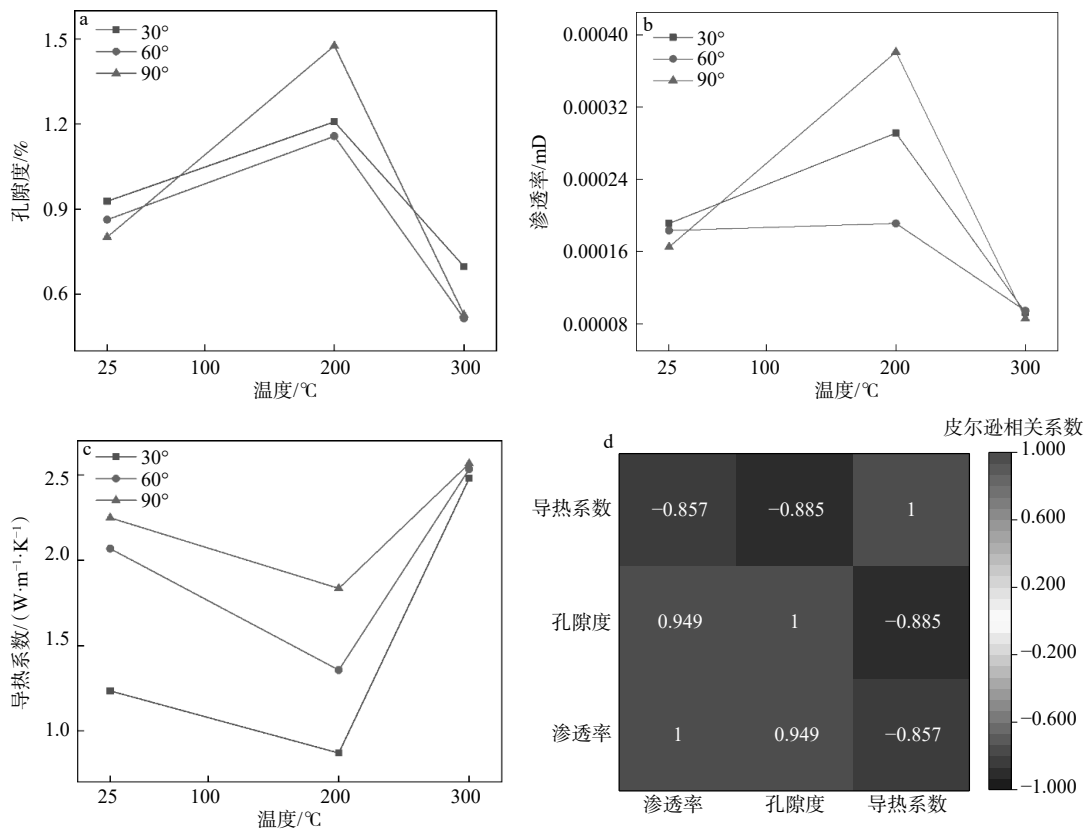 a
30°
60°
90°
1.5
1.2
0.9
0.6
孔隙度/%
25 100 200 300
温度/℃
b
30°
60°
90°
0.00040
0.00032
0.00024
0.00016
0.00008
渗透率/mD
25 100 200 300
温度/℃
c
30°
60°
90°
2.5
2.0
1.5
1.0
导热系数/(W·m⁻¹·K⁻¹)
25 100 200 300
温度/℃
d
皮尔逊相关系数
导热系数 −0.857 −0.885 1
孔隙度 0.949 1 −0.885
渗透率 1 0.949 −0.857
渗透率 孔隙度 导热系数
1.000
0.600
0.200
−0.200
−0.600
−1.000